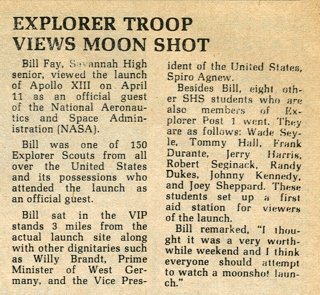 EXPLORER TROOP
VIEWS MOON SHOT
Bill Fay, Savannah High
senior, viewed the launch
of Apollo XIII on April
11 as an official guest
of the National Aeronau-
tics and Space Admin-
istration (NASA).
Bill was one of 150
Explorer Scouts from all
over the United States
and its possessions who
attended the launch as
an official guest.
Bill sat in the VIP
stands 3 miles from the
actual launch site along
with other dignitaries such
as Willy Brandt, Prime
Minister of West Ger-
many, and the Vice Pres-
ident of the United States,
Spiro Agnew.
Besides Bill, eight oth-
er SHS students who are
also members of Ex-
plorer Post 1 went. They
are as follows: Wade Sey-
le, Tommy Hall, Frank
Durante, Jerry Harris,
Robert Seginack, Randy
Dukes, Johnny Kennedy,
and Joey Sheppard. These
students set up a first
aid station for viewers
of the launch.
Bill remarked, "I thou-
ght it was a very worth-
while weekend and I think
everyone should attempt
to watch a moonshot laun-
ch."